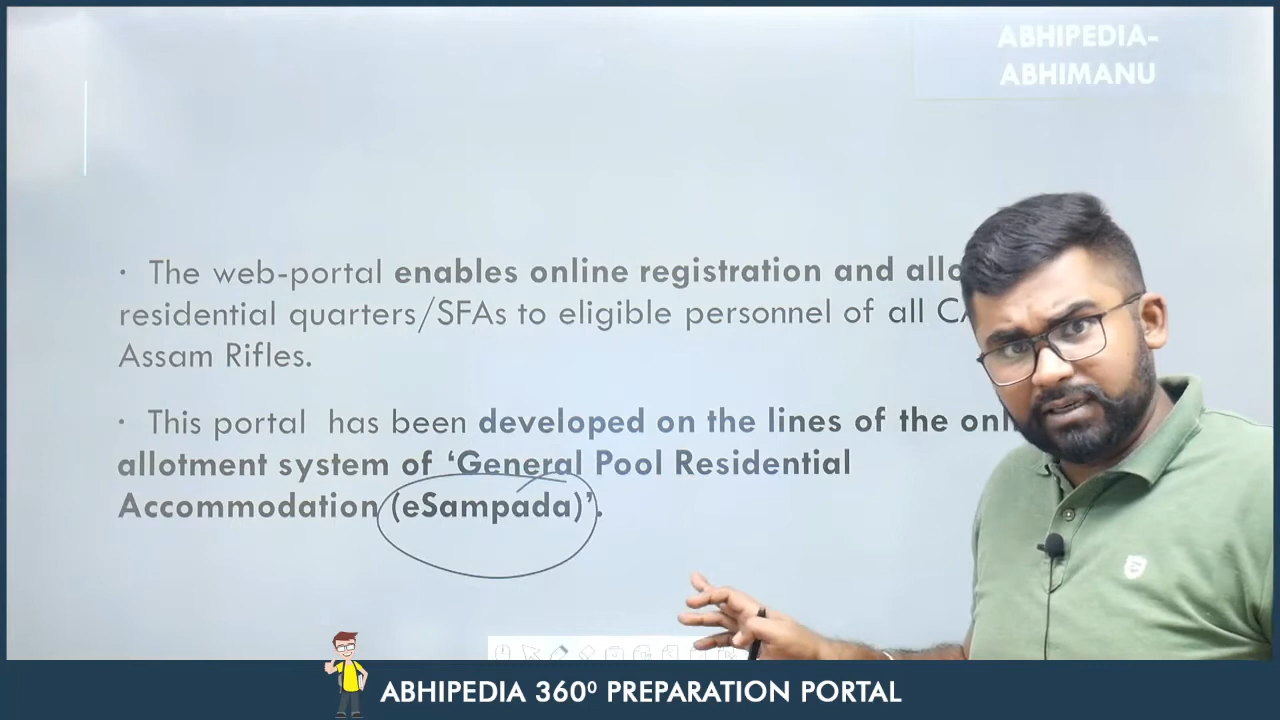 ABHIPEDIA-
ABHIMANU
· The web-portal enables online registration and allo
residential quarters/SFAs to eligible personnel of all CA
Assam Rifles.
· This portal has been developed on the lines of the onl
allotment system of ‘General Pool Residential
Accommodation (eSampada)’.
ABHIPEDIA 360⁰ PREPARATION PORTAL